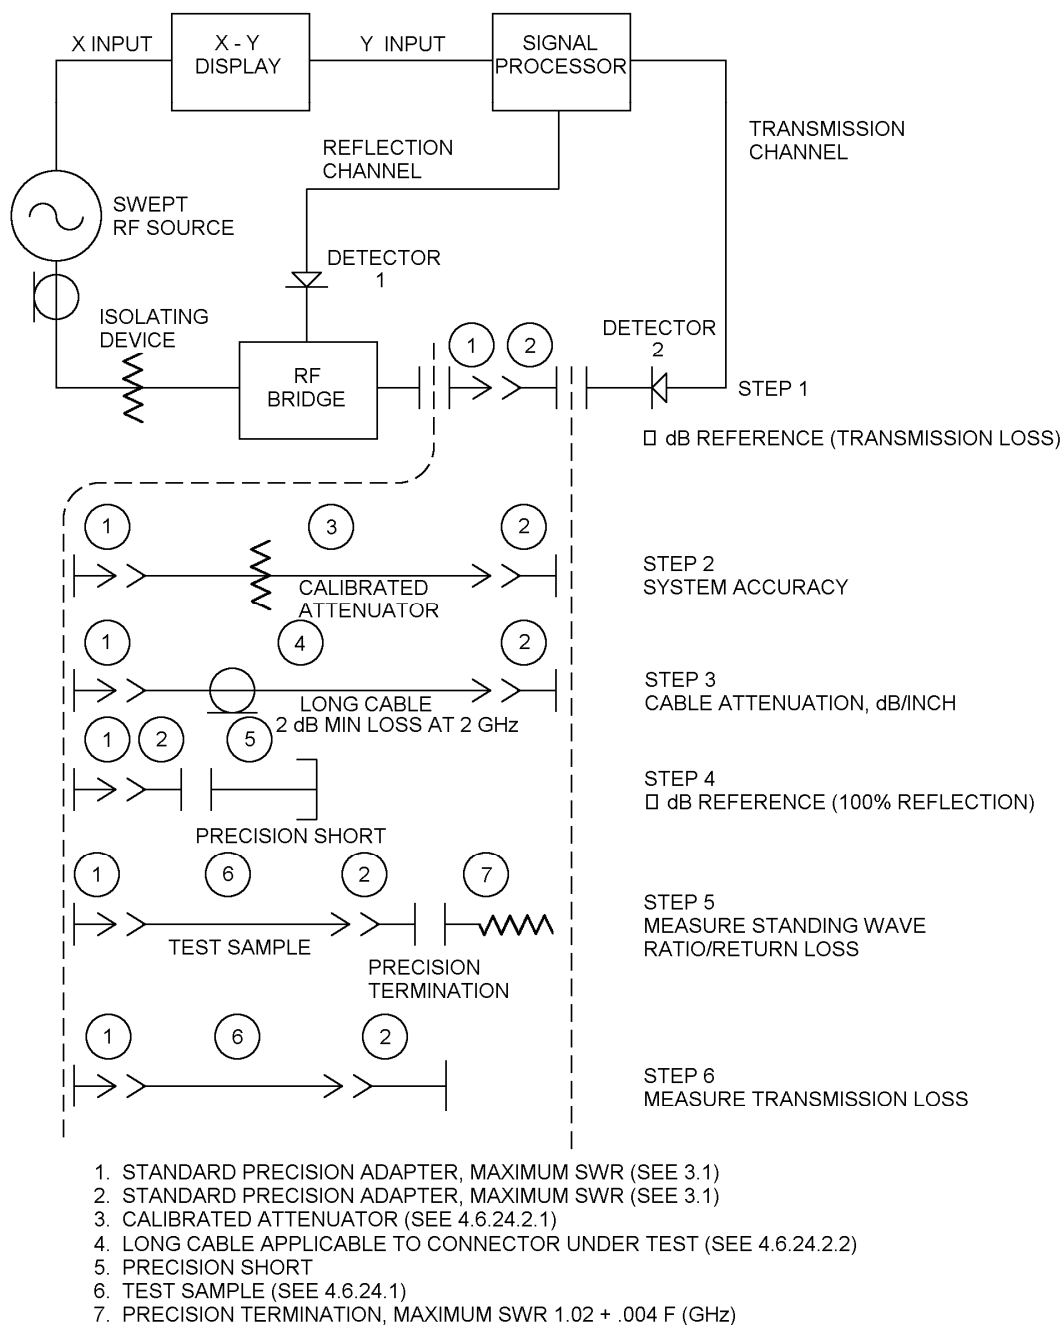 X INPUT
X - Y
DISPLAY
Y INPUT
SIGNAL
PROCESSOR
REFLECTION
CHANNEL
TRANSMISSION
CHANNEL
SWEPT
RF SOURCE
DETECTOR
1
ISOLATING
DEVICE
RF
BRIDGE
1
2
DETECTOR
2
STEP 1
▯ dB REFERENCE (TRANSMISSION LOSS)
1
3
2
CALIBRATED
ATTENUATOR
STEP 2
SYSTEM ACCURACY
1
4
2
LONG CABLE
2 dB MIN LOSS AT 2 GHz
STEP 3
CABLE ATTENUATION, dB/INCH
1
2
5
PRECISION SHORT
STEP 4
▯ dB REFERENCE (100% REFLECTION)
1
6
2
7
TEST SAMPLE
PRECISION
TERMINATION
STEP 5
MEASURE STANDING WAVE
RATIO/RETURN LOSS
1
6
2
STEP 6
MEASURE TRANSMISSION LOSS
1. STANDARD PRECISION ADAPTER, MAXIMUM SWR (SEE 3.1)
2. STANDARD PRECISION ADAPTER, MAXIMUM SWR (SEE 3.1)
3. CALIBRATED ATTENUATOR (SEE 4.6.24.2.1)
4. LONG CABLE APPLICABLE TO CONNECTOR UNDER TEST (SEE 4.6.24.2.2)
5. PRECISION SHORT
6. TEST SAMPLE (SEE 4.6.24.1)
7. PRECISION TERMINATION, MAXIMUM SWR 1.02 + .004 F (GHz)